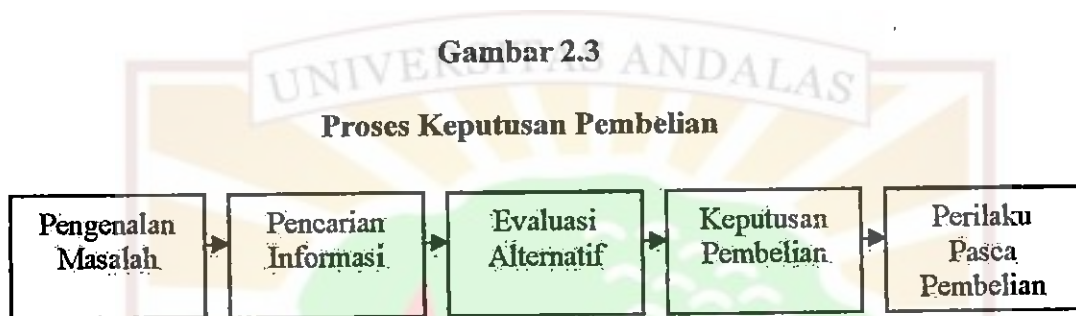 Gambar 2.3
UNIVERSITAS ANDALAS
Proses Keputusan Pembelian
Pengenalan
Masalah
Pencarian
Informasi
Evaluasi
Alternatif
Keputusan
Pembelian
Perilaku
Pasca
Pembelian